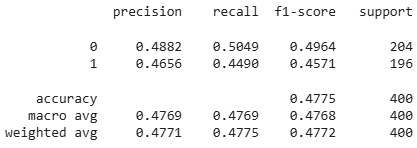 precision recall f1-score support
0 0.4882 0.5049 0.4964 204
1 0.4656 0.4490 0.4571 196
accuracy 0.4775 400
macro avg 0.4769 0.4769 0.4768 400
weighted avg 0.4771 0.4775 0.4772 400